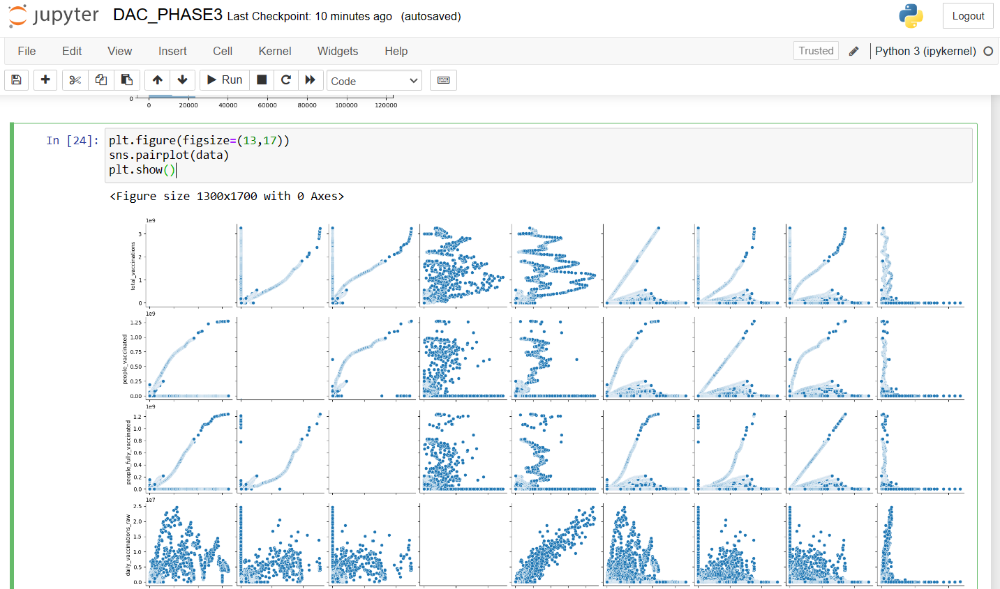 jupyter DAC_PHASE3 Last Checkpoint: 10 minutes ago (autosaved) Logout
File Edit View Insert Cell Kernel Widgets Help Trusted Python 3 (ipykernel)
Run Code
0
0 20000 40000 60000 80000 100000 120000
In [24]: plt.figure(figsize=(13,17))
sns.pairplot(data)
plt.show()
<Figure size 1300x1700 with 0 Axes>
1e9
3
2
1
0
total_vaccinations
1e9
1.25
1.00
0.75
0.50
0.25
0.00
people_vaccinated
1e9
1.2
1.0
0.8
0.6
0.4
0.2
0.0
people_fully_vaccinated
1e7
2.5
2.0
1.5
1.0
0.5
0.0
daily_vaccinations_raw